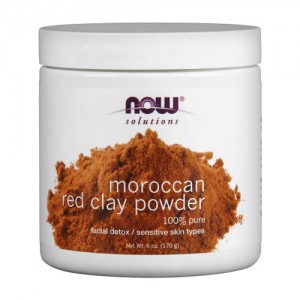 now
solutions
moroccan
red clay powder
100% pure
facial detox / sensitive skin types
Net Wt. 6 oz. (170 g)